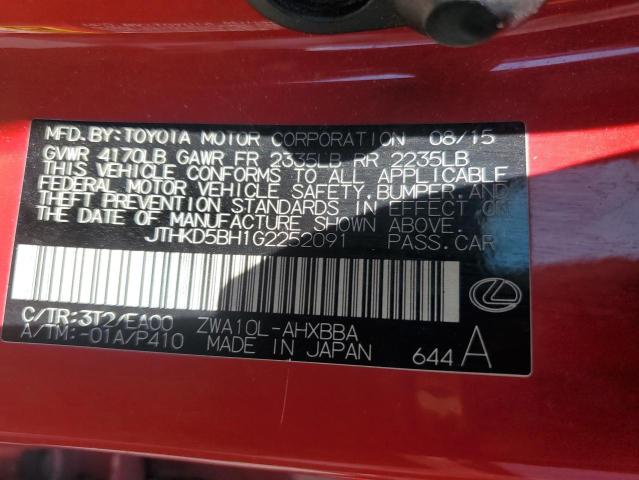 MFD.BY:TOYOTA MOTOR CORPORATION 08/15
GVWR 4170LB GAWR FR 2335LB RR 2235LB
THIS VEHICLE CONFORMS TO ALL APPLICABLE
FEDERAL MOTOR VEHICLE SAFETY, BUMPER, AND
THEFT PREVENTION STANDARDS IN EFFECT ON
THE DATE OF MANUFACTURE SHOWN ABOVE.
JTHKD5BH1G2252091 PASS.CAR
C/TR:3T2/EA00 ZWA10L-AHXBBA
A/TM:-01A/P410 MADE IN JAPAN 644 A